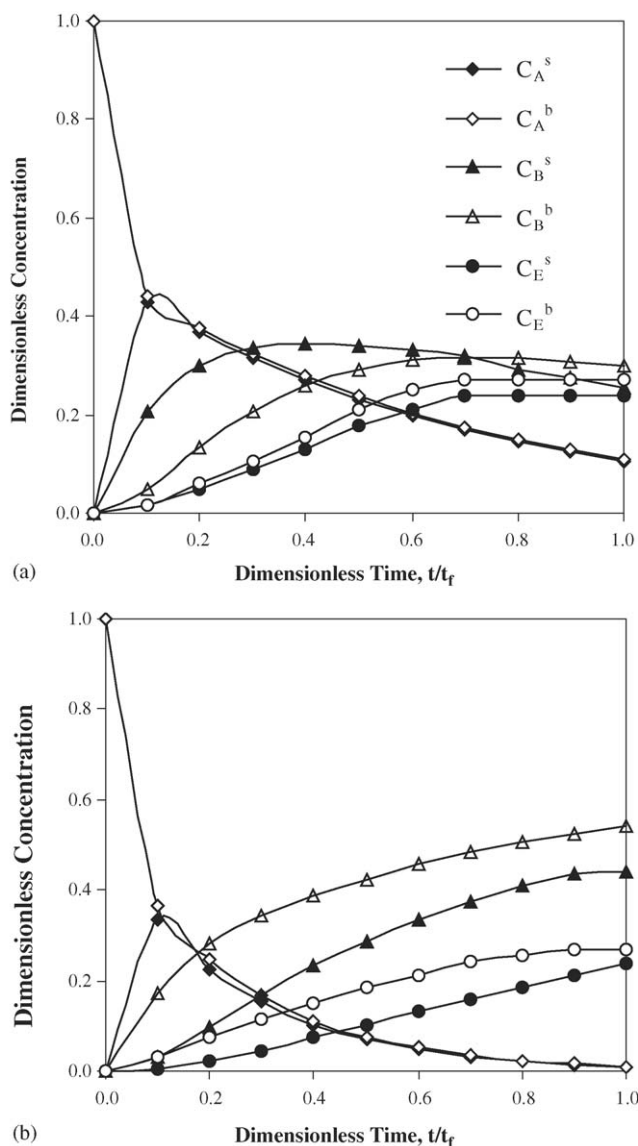 (a)
1.0
0.8
0.6
0.4
0.2
0.0
Dimensionless Concentration
C_A^s
C_A^b
C_B^s
C_B^b
C_E^s
C_E^b
0.0 0.2 0.4 0.6 0.8 1.0
Dimensionless Time, t/t_f
1.0
0.8
0.6
0.4
0.2
0.0
Dimensionless Concentration
0.0 0.2 0.4 0.6 0.8 1.0
(b)
Dimensionless Time, t/t_f